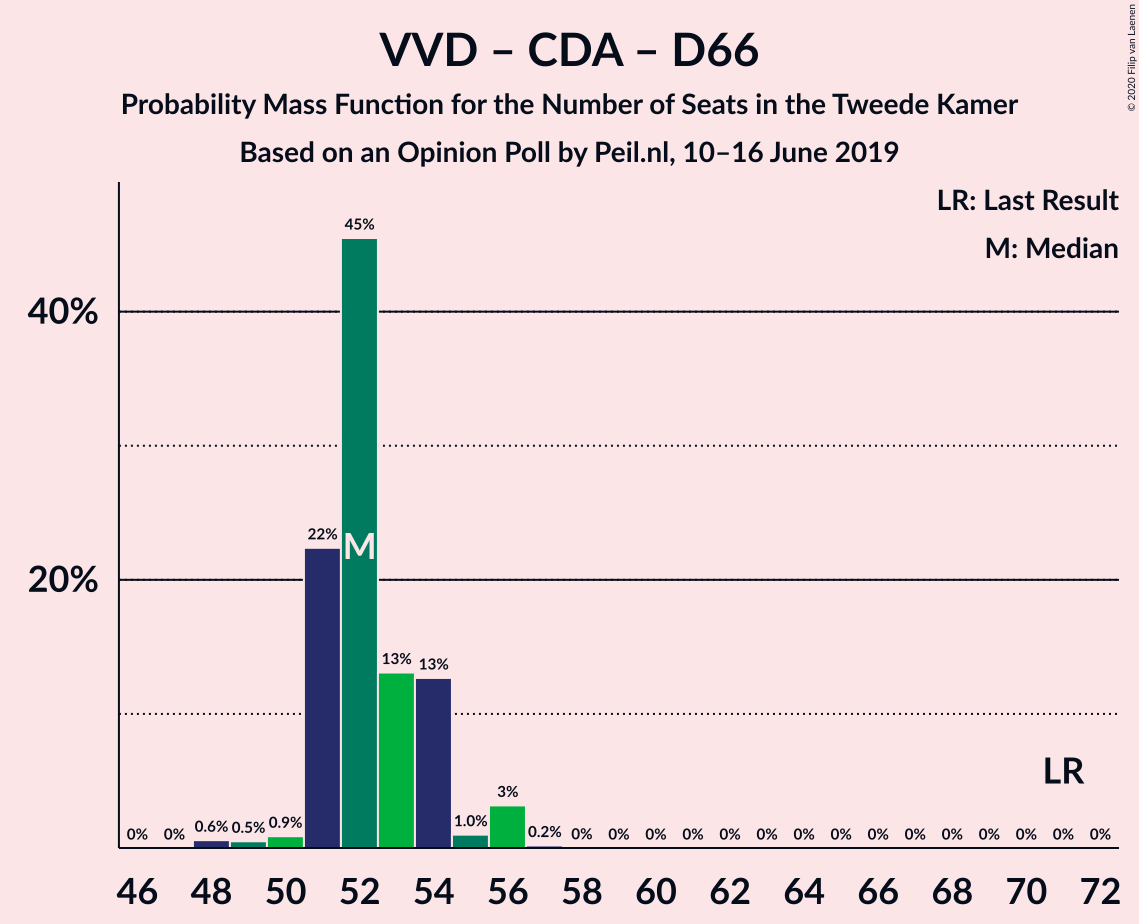 VVD – CDA – D66
Probability Mass Function for the Number of Seats in the Tweede Kamer
Based on an Opinion Poll by Peil.nl, 10–16 June 2019
© 2020 Filip van Laenen
LR: Last Result
M: Median
40%
20%
0% 0% 0.6% 0.5% 0.9% 22% 45% 13% 13% 1.0% 3% 0.2% 0% 0% 0% 0% 0% 0% 0% 0% 0% 0% 0% 0% 0% 0% 0%
M
LR
46 48 50 52 54 56 58 60 62 64 66 68 70 72